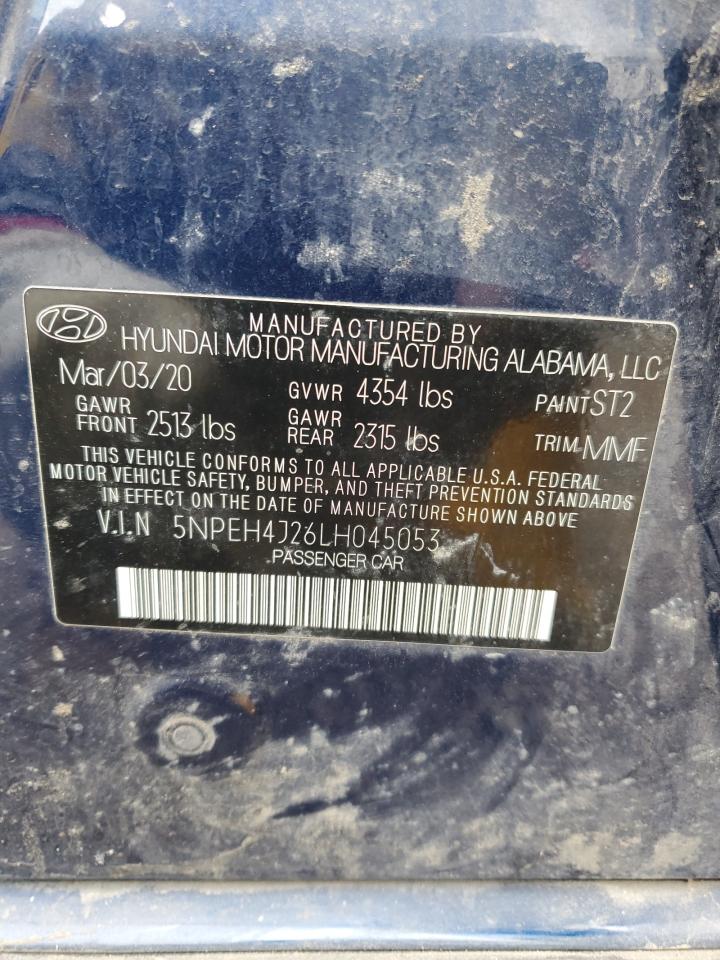 MANUFACTURED BY
HYUNDAI MOTOR MANUFACTURING ALABAMA, LLC
Mar/03/20 GVWR 4354 lbs PAINT ST2
GAWR FRONT 2513 lbs GAWR REAR 2315 lbs TRIM MMF
THIS VEHICLE CONFORMS TO ALL APPLICABLE U.S.A. FEDERAL
MOTOR VEHICLE SAFETY, BUMPER, AND THEFT PREVENTION STANDARDS
IN EFFECT ON THE DATE OF MANUFACTURE SHOWN ABOVE
V.I.N 5NPEH4J26LH045053
PASSENGER CAR